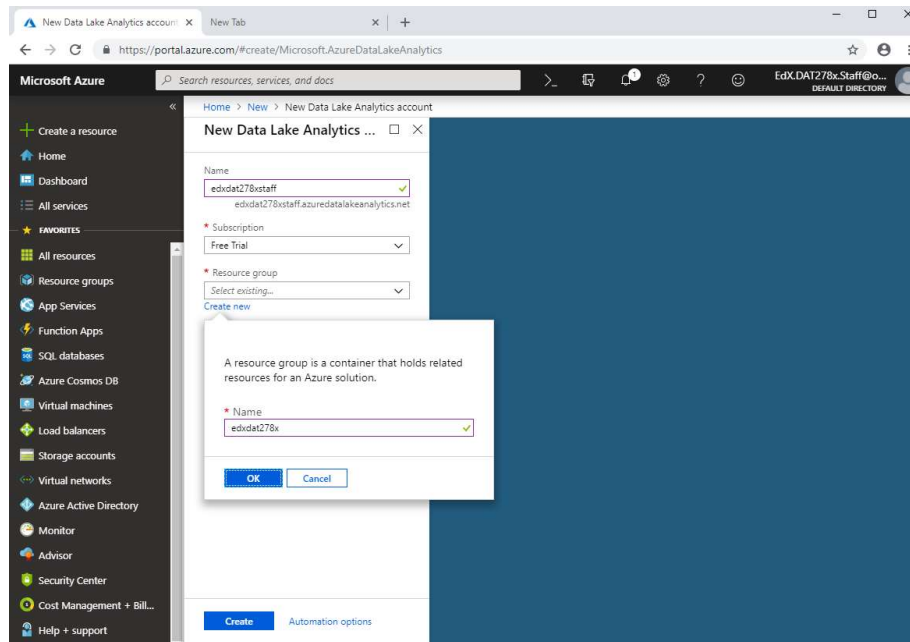 New Data Lake Analytics account
New Tab
https://portal.azure.com/#create/Microsoft.AzureDataLakeAnalytics
Microsoft Azure
Search resources, services, and docs
1
EdX.DAT278x.Staff@o...
DEFAULT DIRECTORY
Home > New > New Data Lake Analytics account
Create a resource
Home
Dashboard
All services
FAVORITES
All resources
Resource groups
App Services
Function Apps
SQL databases
Azure Cosmos DB
Virtual machines
Load balancers
Storage accounts
Virtual networks
Azure Active Directory
Monitor
Advisor
Security Center
Cost Management + Bill...
Help + support
New Data Lake Analytics ...
Name
edxdat278xstaff
edxdat278xstaff.azuredatalakeanalytics.net
* Subscription
Free Trial
* Resource group
Select existing...
Create new
A resource group is a container that holds related
resources for an Azure solution.
* Name
edxdat278x
OK
Cancel
Create
Automation options